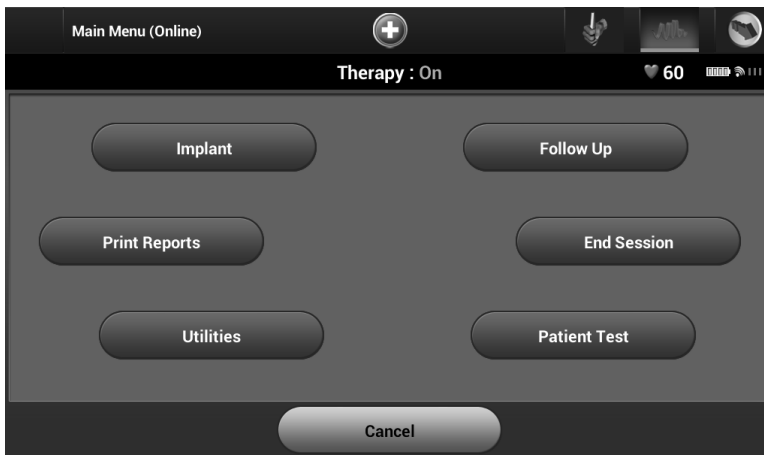 Main Menu (Online)
Therapy : On 60
Implant Follow Up
Print Reports End Session
Utilities Patient Test
Cancel